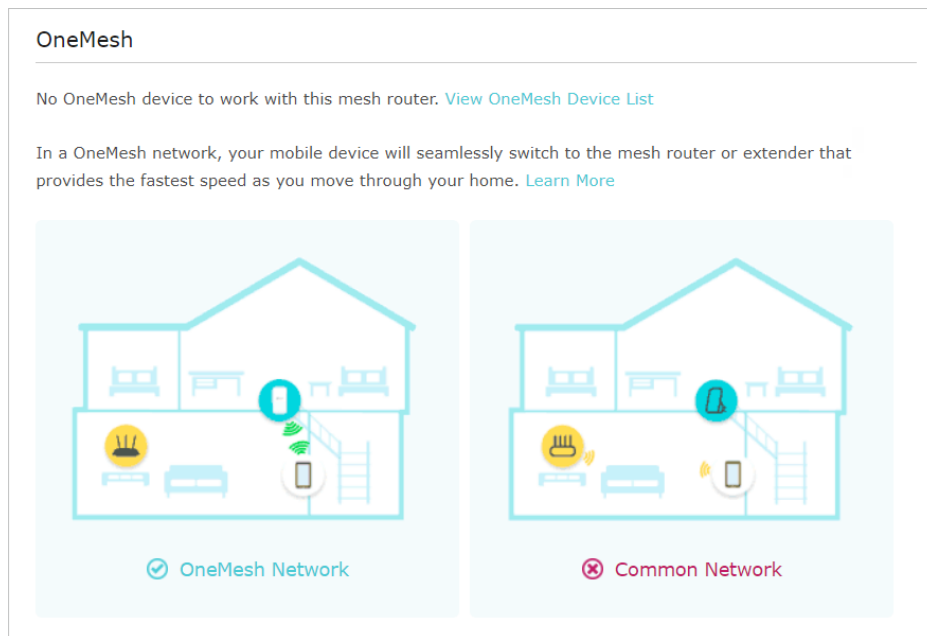 OneMesh
No OneMesh device to work with this mesh router. View OneMesh Device List
In a OneMesh network, your mobile device will seamlessly switch to the mesh router or extender that
provides the fastest speed as you move through your home. Learn More
OneMesh Network
Common Network